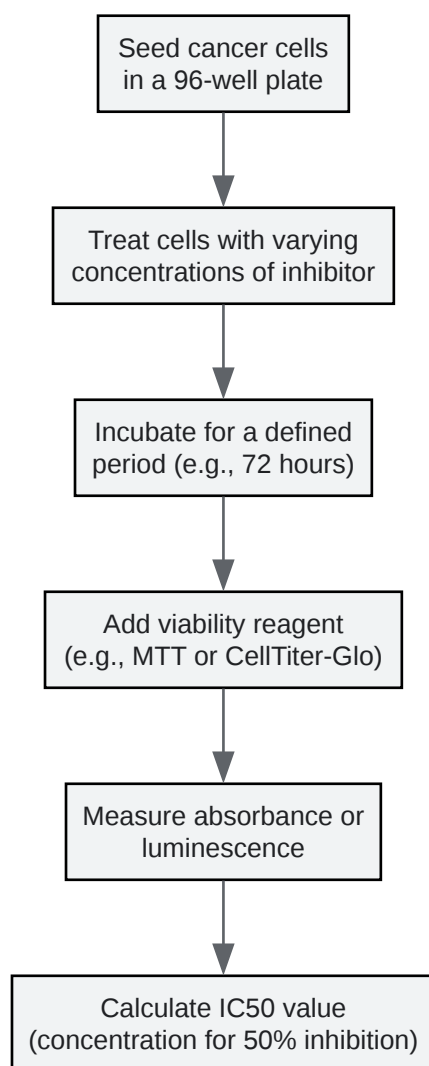 Seed cancer cells
in a 96-well plate
Treat cells with varying
concentrations of inhibitor
Incubate for a defined
period (e.g., 72 hours)
Add viability reagent
(e.g., MTT or CellTiter-Glo)
Measure absorbance or
luminescence
Calculate IC50 value
(concentration for 50% inhibition)